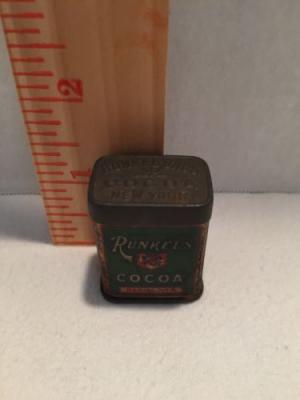 2
1
RUNKEL BROS
COCOA
NEW YORK
RUNKEL'S
COCOA